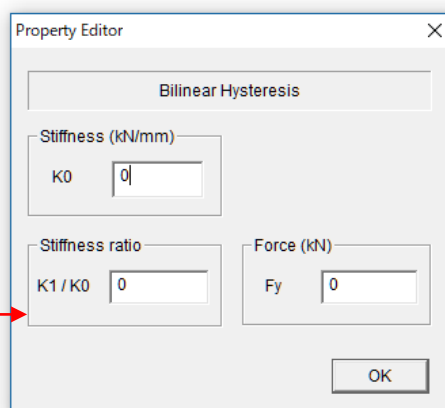 Property Editor
Bilinear Hysteresis
Stiffness (kN/mm)
K0 0
Stiffness ratio
K1 / K0 0
Force (kN)
Fy 0
OK